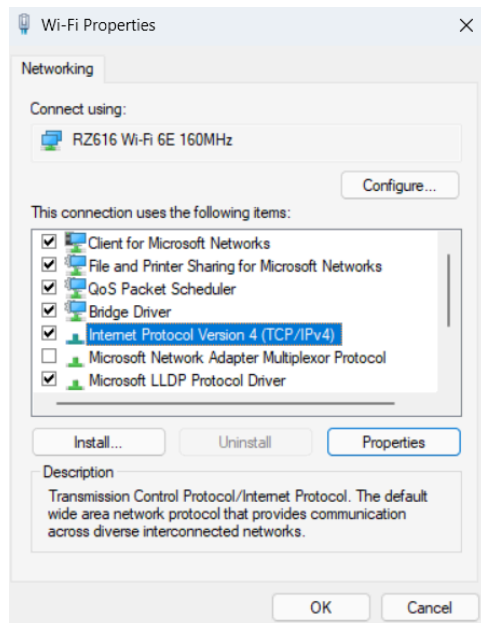 Wi-Fi Properties
Networking
Connect using:
RZ616 Wi-Fi 6E 160MHz
Configure...
This connection uses the following items:
Client for Microsoft Networks
File and Printer Sharing for Microsoft Networks
QoS Packet Scheduler
Bridge Driver
Internet Protocol Version 4 (TCP/IPv4)
Microsoft Network Adapter Multiplexor Protocol
Microsoft LLDP Protocol Driver
Install... Uninstall Properties
Description
Transmission Control Protocol/Internet Protocol. The default
wide area network protocol that provides communication
across diverse interconnected networks.
OK Cancel